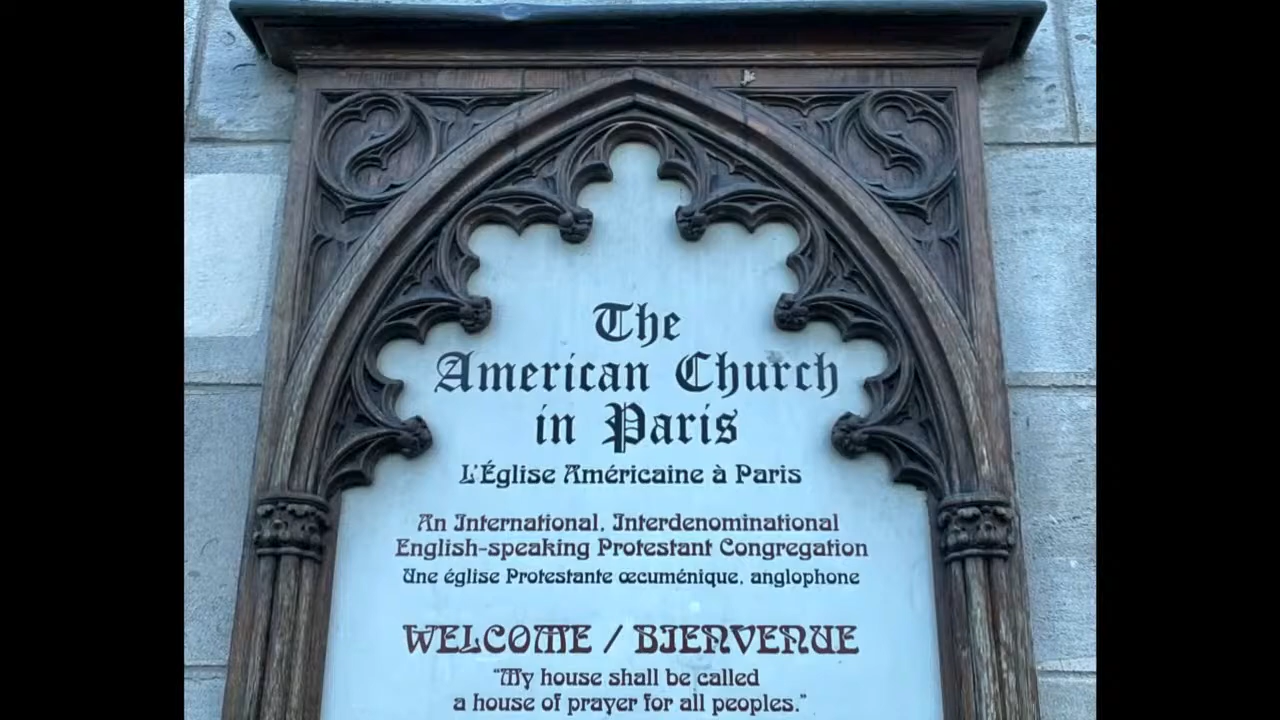 The
American Church
in Paris
L'Église Américaine à Paris
An International, Interdenominational
English-speaking Protestant Congregation
Une église Protestante œcuménique, anglophone
WELCOME / BIENVENUE
“My house shall be called
a house of prayer for all peoples.”